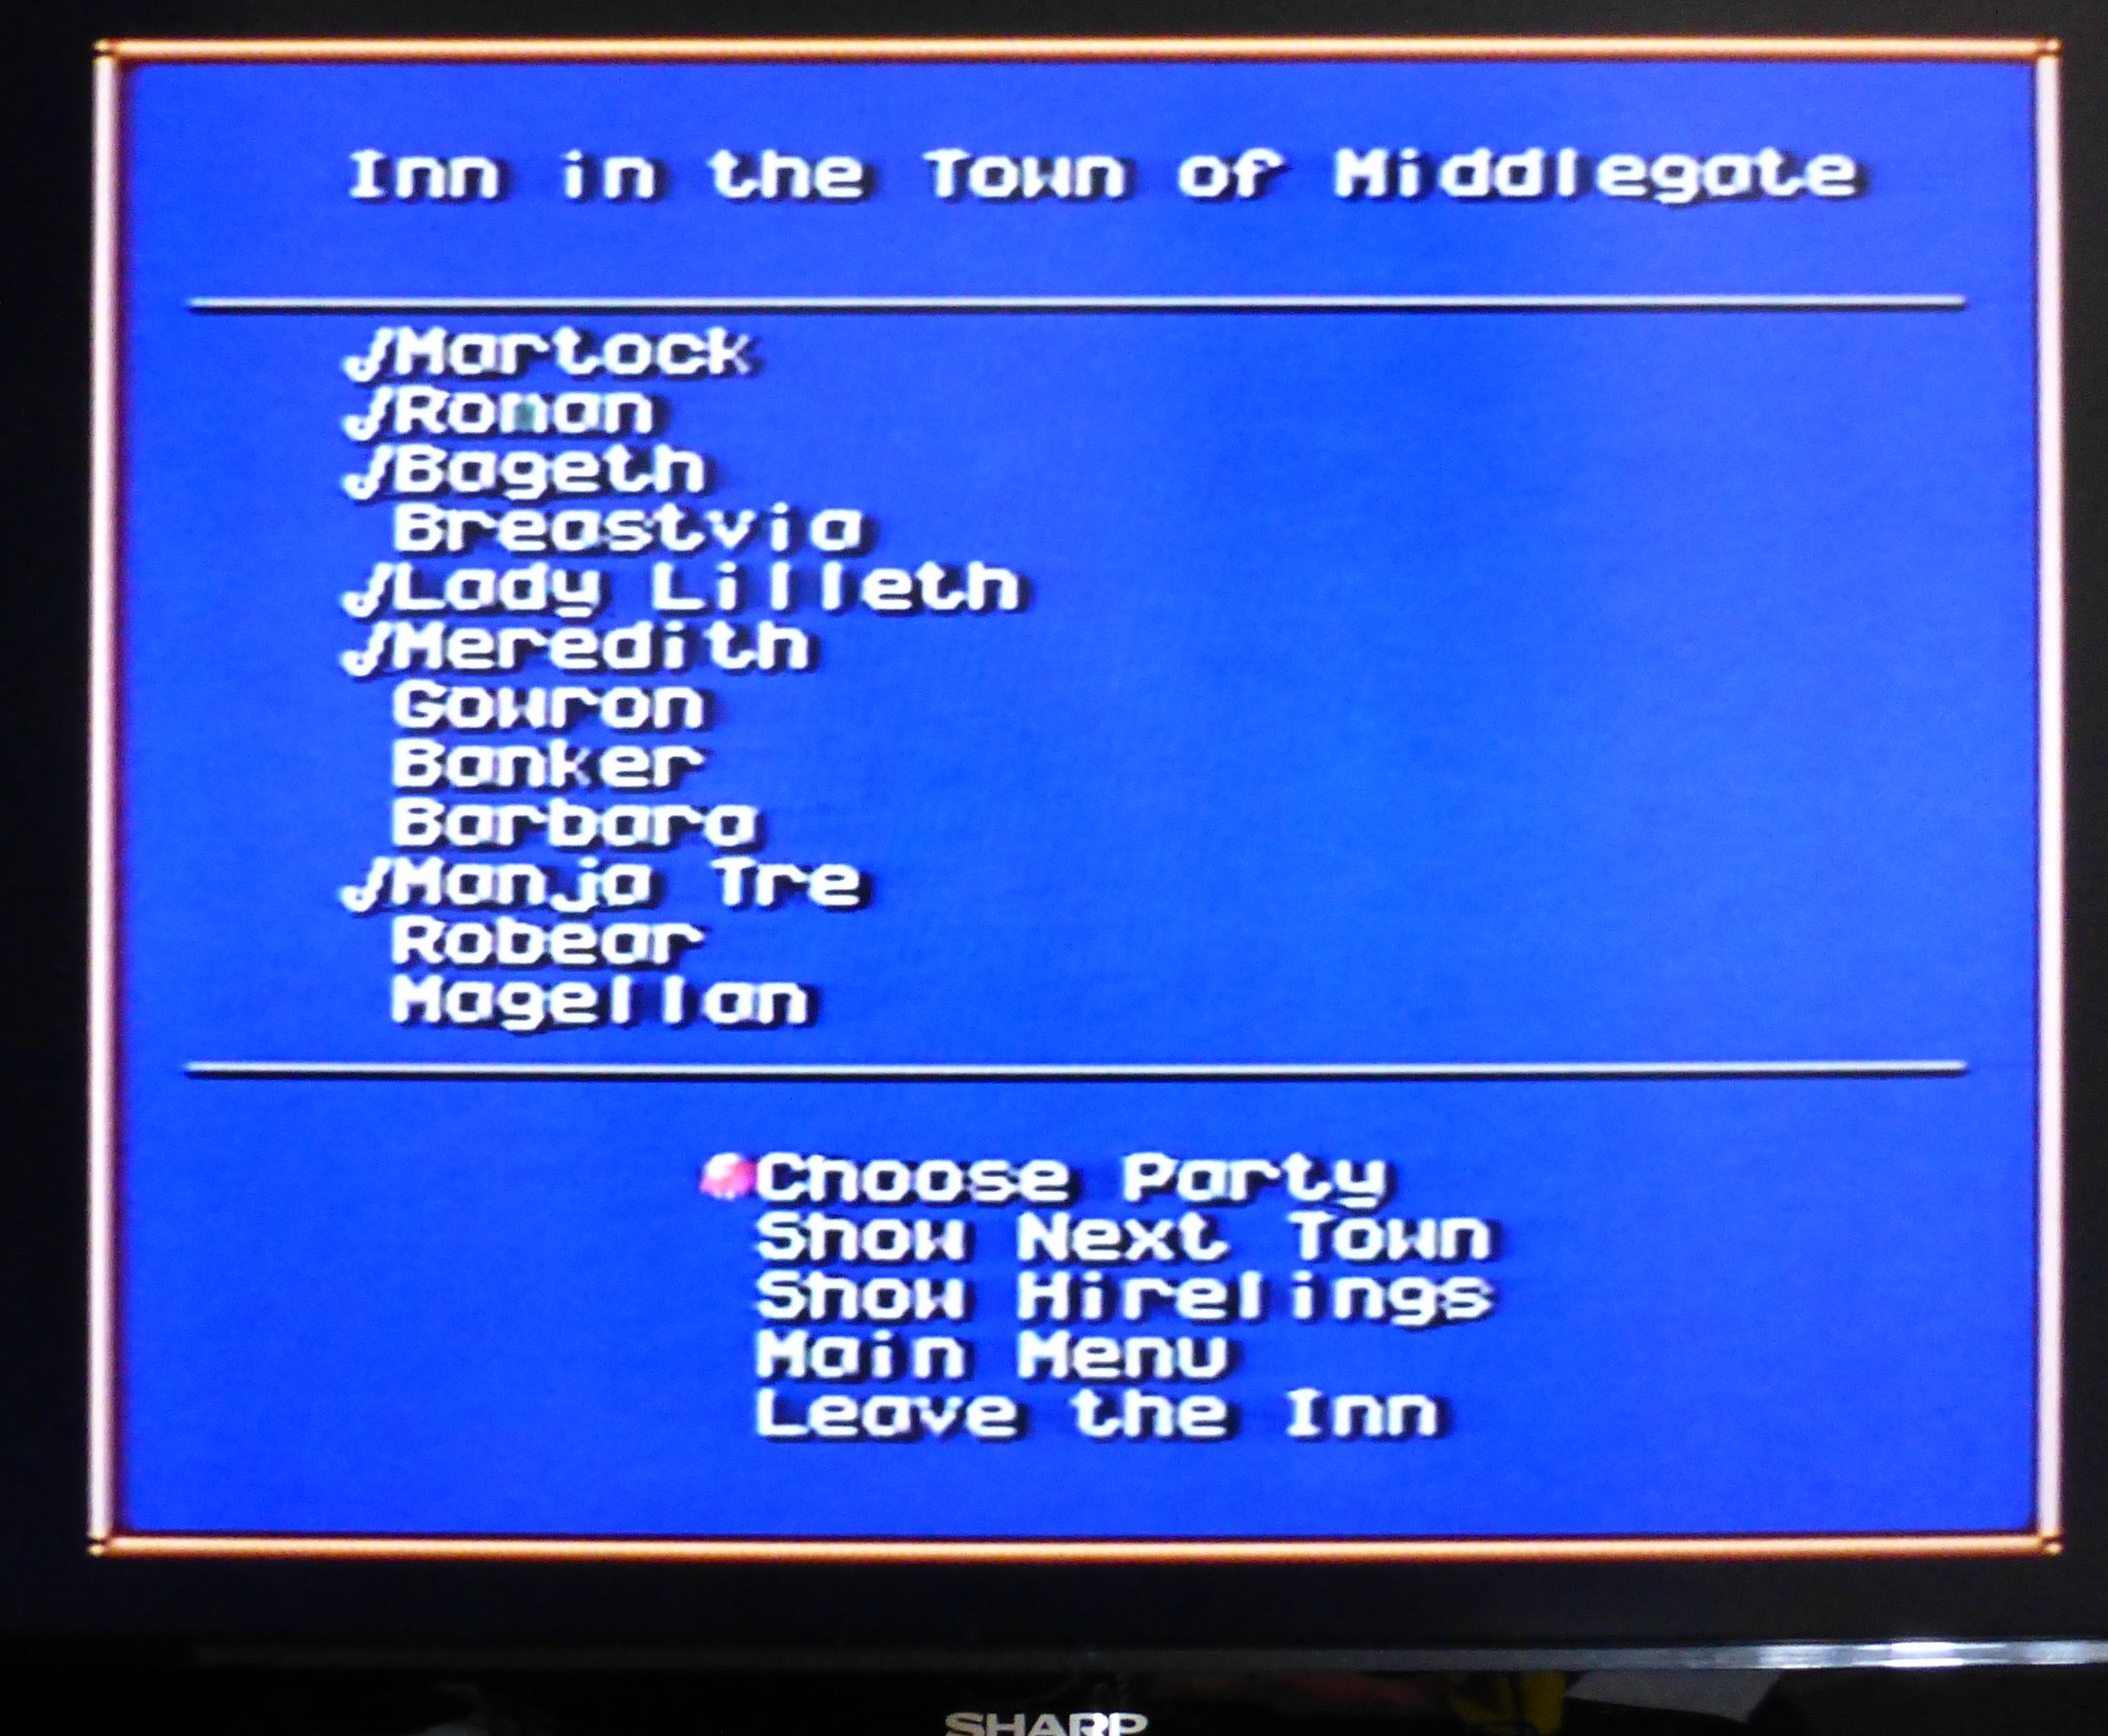 Inn in the Town of Middlegate
√Martock
√Roman
√Bageth
Breastvia
√Lady Lilleth
√Meredith
Gowron
Banker
Barbara
√Manja Tre
Robear
Magellan
Choose Party
Show Next Town
Show Hirelings
Main Menu
Leave the Inn
SHARP